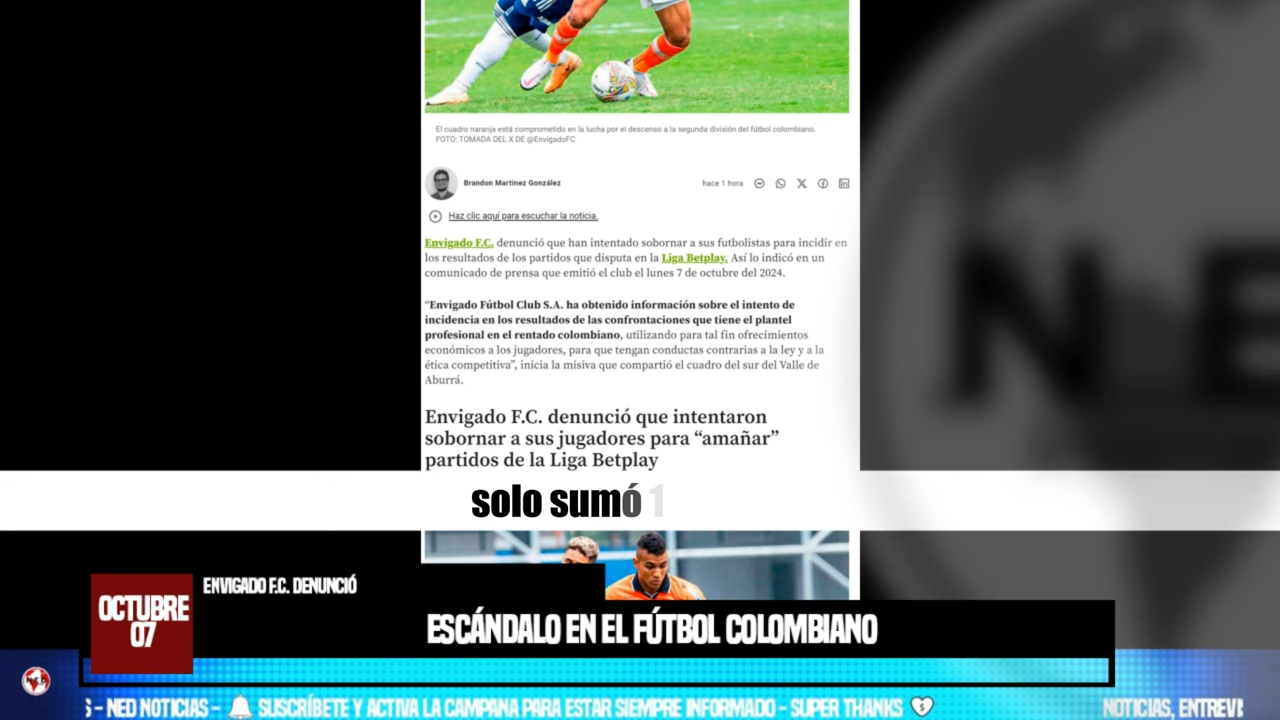 El cuadro naranja está comprometido en la lucha por el descenso a la segunda división del fútbol colombiano.
FOTO: TOMADA DEL X DE @EnvigadoFC
Brandon Martínez González
hace 1 hora
Haz clic aquí para escuchar la noticia.
Envigado F.C. denunció que han intentado sobornar a sus futbolistas para incidir en
los resultados de los partidos que disputa en la Liga Betplay. Así lo indicó en un
comunicado de prensa que emitió el club el lunes 7 de octubre del 2024.
“Envigado Fútbol Club S.A. ha obtenido información sobre el intento de
incidencia en los resultados de las confrontaciones que tiene el plantel
profesional en el rentado colombiano, utilizando para tal fin ofrecimientos
económicos a los jugadores, para que tengan conductas contrarias a la ley y a la
ética competitiva”, inicia la misiva que compartió el cuadro del sur del Valle de
Aburrá.
Envigado F.C. denunció que intentaron
sobornar a sus jugadores para “amañar”
partidos de la Liga Betplay
solo sumó 1
ENVIGADO F.C. DENUNCIÓ
OCTUBRE
07
ESCÁNDALO EN EL FÚTBOL COLOMBIANO
S - NED NOTICIAS - SUSCRÍBETE Y ACTIVA LA CAMPANA PARA ESTAR SIEMPRE INFORMADO - SUPER THANKS NOTICIAS, ENTREVI